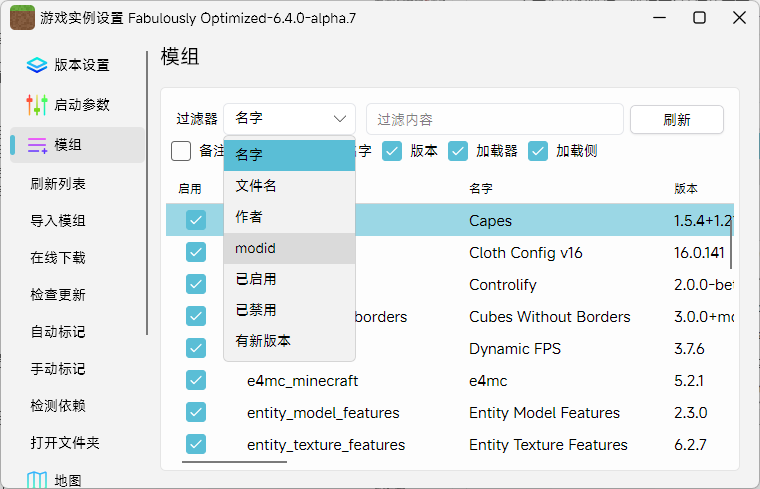 游戏实例设置 Fabulously Optimized-6.4.0-alpha.7
版本设置
启动参数
模组
刷新列表
导入模组
在线下载
检查更新
自动标记
手动标记
检测依赖
打开文件夹
地图
模组
过滤器 名字 过滤内容 刷新
字 版本 加载器 加载侧
名字
文件名
作者
modid
已启用
已禁用
有新版本
启用 名字 版本
Capes 1.5.4+1.2
Cloth Config v16 16.0.141
Controlify 2.0.0-be
borders Cubes Without Borders 3.0.0+m
Dynamic FPS 3.7.6
e4mc_minecraft e4mc 5.2.1
entity_model_features Entity Model Features 2.3.0
entity_texture_features Entity Texture Features 6.2.7